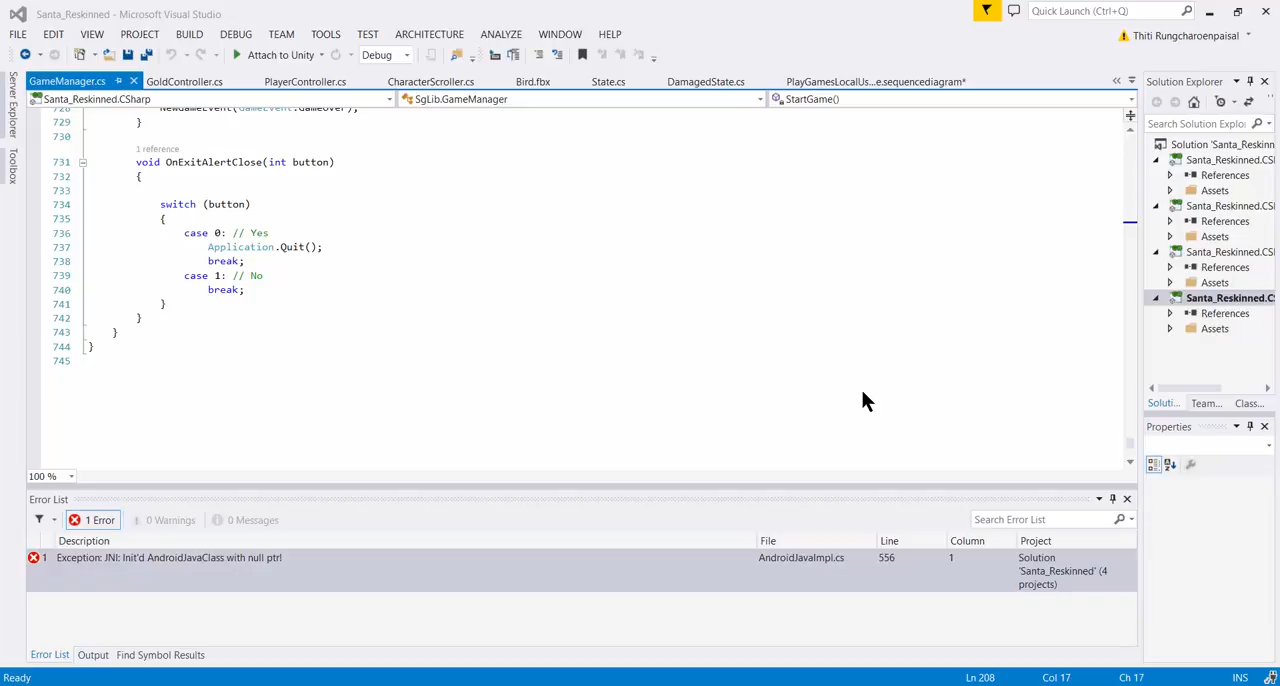 Santa_Reskinned - Microsoft Visual Studio
Quick Launch (Ctrl+Q)
FILE EDIT VIEW PROJECT BUILD DEBUG TEAM TOOLS TEST ARCHITECTURE ANALYZE WINDOW HELP
Thiti Rungcharoenpaisal
Attach to Unity Debug
Server Explorer
Toolbox
GameManager.cs GoldController.cs PlayerController.cs CharacterScroller.cs Bird.fbx State.cs DamagedState.cs PlayGamesLocalUs...e.sequencediagram*
Santa_Reskinned.CSharp SgLib.GameManager StartGame()
728 NewGameEvent(GameEvent.GameOver);
729 }
730
1 reference
731 void OnExitAlertClose(int button)
732 {
733
734 switch (button)
735 {
736 case 0: // Yes
737 Application.Quit();
738 break;
739 case 1: // No
740 break;
741 }
742 }
743 }
744 }
745
100 %
Solution Explorer
Search Solution Explo
Solution 'Santa_Reskinn
Santa_Reskinned.CS
References
Assets
Santa_Reskinned.CS
References
Assets
Santa_Reskinned.CS
References
Assets
Santa_Reskinned.CS
References
Assets
Soluti... Team... Class...
Properties
Error List
1 Error 0 Warnings 0 Messages
Search Error List
Description File Line Column Project
1 Exception: JNI: Init'd AndroidJavaClass with null ptr! AndroidJavaImpl.cs 556 1 Solution
'Santa_Reskinned' (4
projects)
Error List Output Find Symbol Results
Ready Ln 208 Col 17 Ch 17 INS